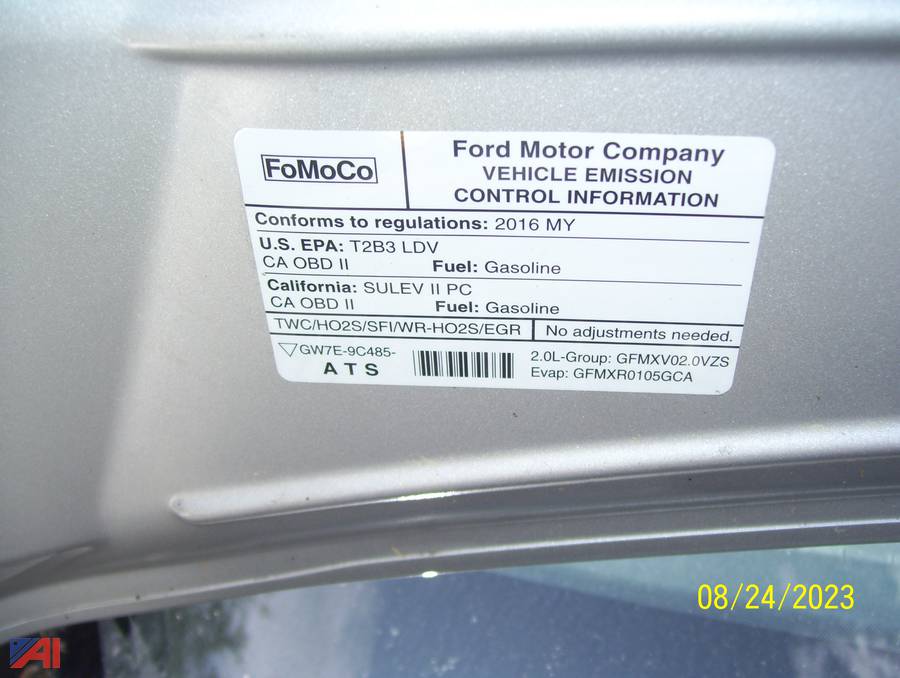 FoMoCo
Ford Motor Company
VEHICLE EMISSION
CONTROL INFORMATION
Conforms to regulations: 2016 MY
U.S. EPA: T2B3 LDV
CA OBD II Fuel: Gasoline
California: SULEV II PC
CA OBD II Fuel: Gasoline
TWC/HO2S/SFI/WR-HO2S/EGR No adjustments needed.
GW7E-9C485-
ATS
2.0L-Group: GFMXV02.0VZS
Evap: GFMXR0105GCA
08/24/2023
AI